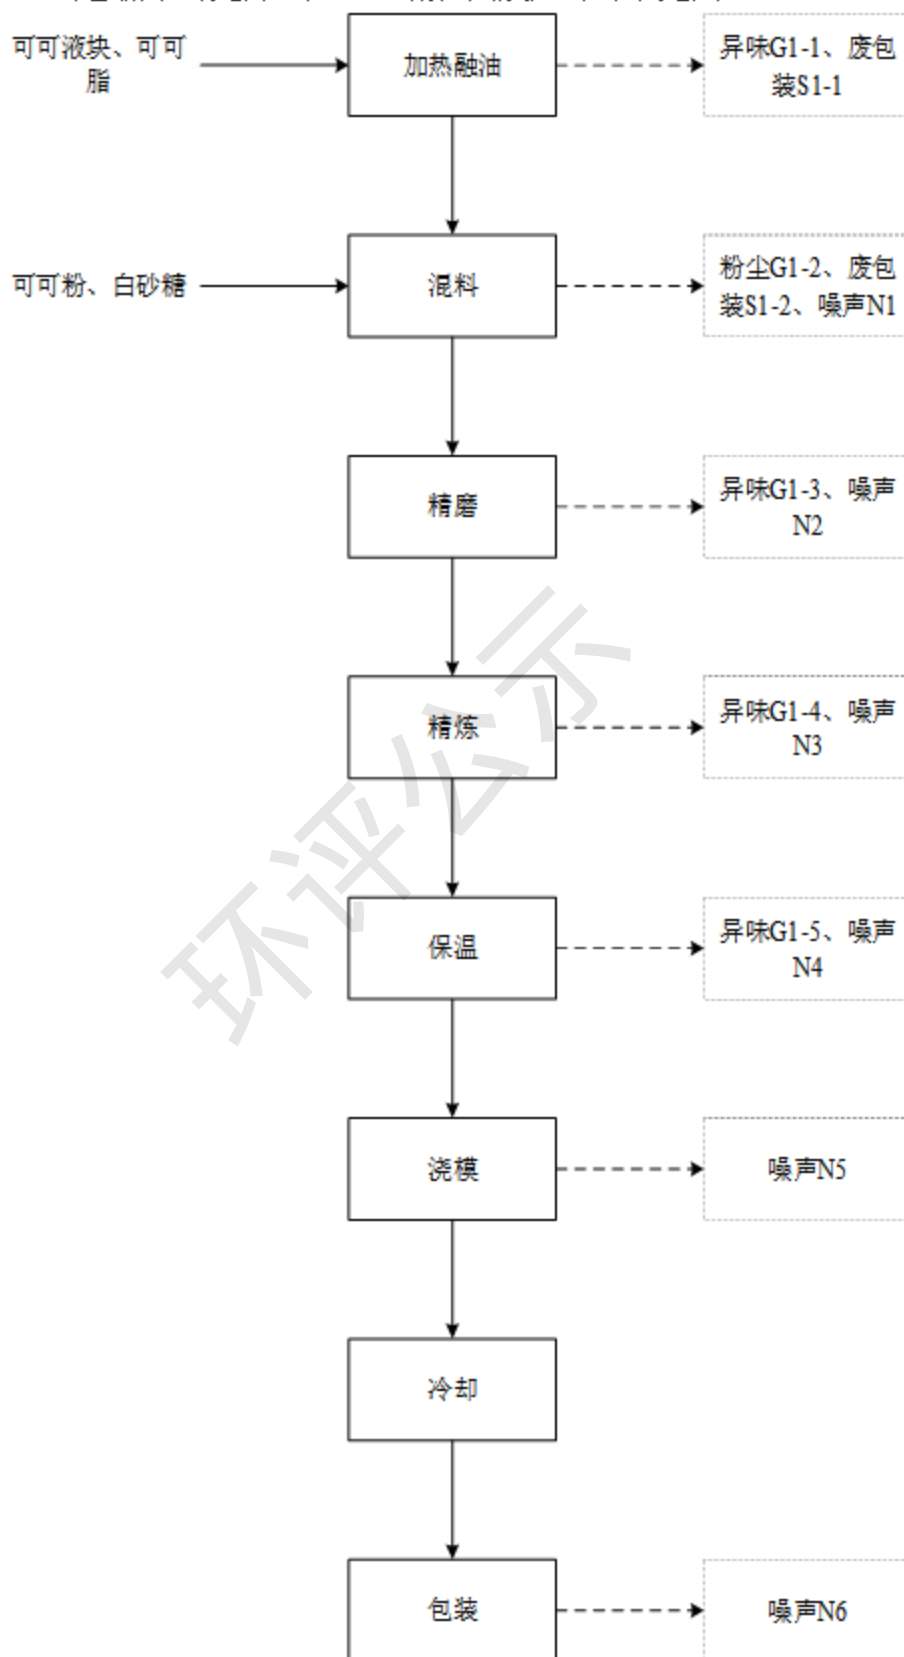 可可液块、可可
脂
加热融油
异味G1-1、废包
装S1-1
可可粉、白砂糖
混料
粉尘G1-2、废包
装S1-2、噪声N1
精磨
异味G1-3、噪声
N2
精炼
异味G1-4、噪声
N3
保温
异味G1-5、噪声
N4
浇模
噪声N5
冷却
包装
噪声N6
环评公示